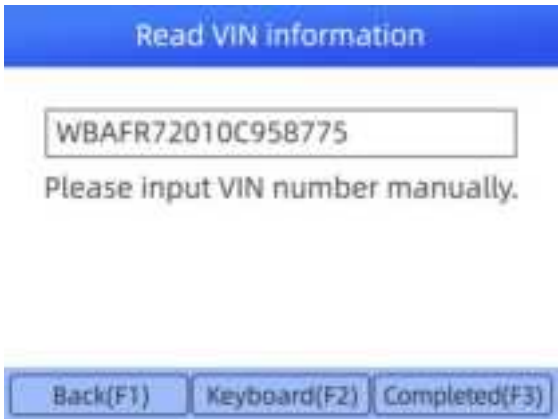 Read VIN information
WBAFR72010C958775
Please input VIN number manually.
Back(F1) Keyboard(F2) Completed(F3)